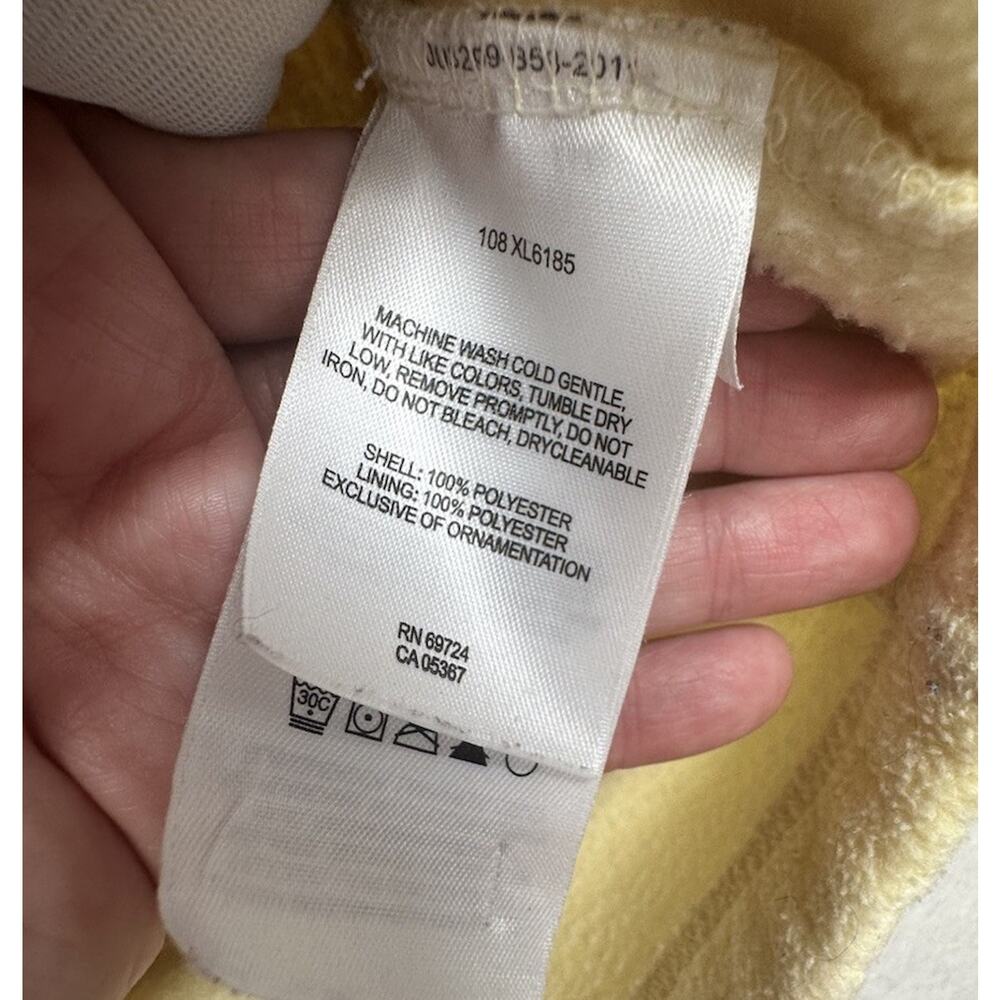 108 XL6185
MACHINE WASH COLD GENTLE,
WITH LIKE COLORS, TUMBLE DRY
LOW, REMOVE PROMPTLY, DO NOT
IRON, DO NOT BLEACH, DRYCLEANABLE
SHELL: 100% POLYESTER
LINING: 100% POLYESTER
EXCLUSIVE OF ORNAMENTATION
RN 69724
CA 05367
30C